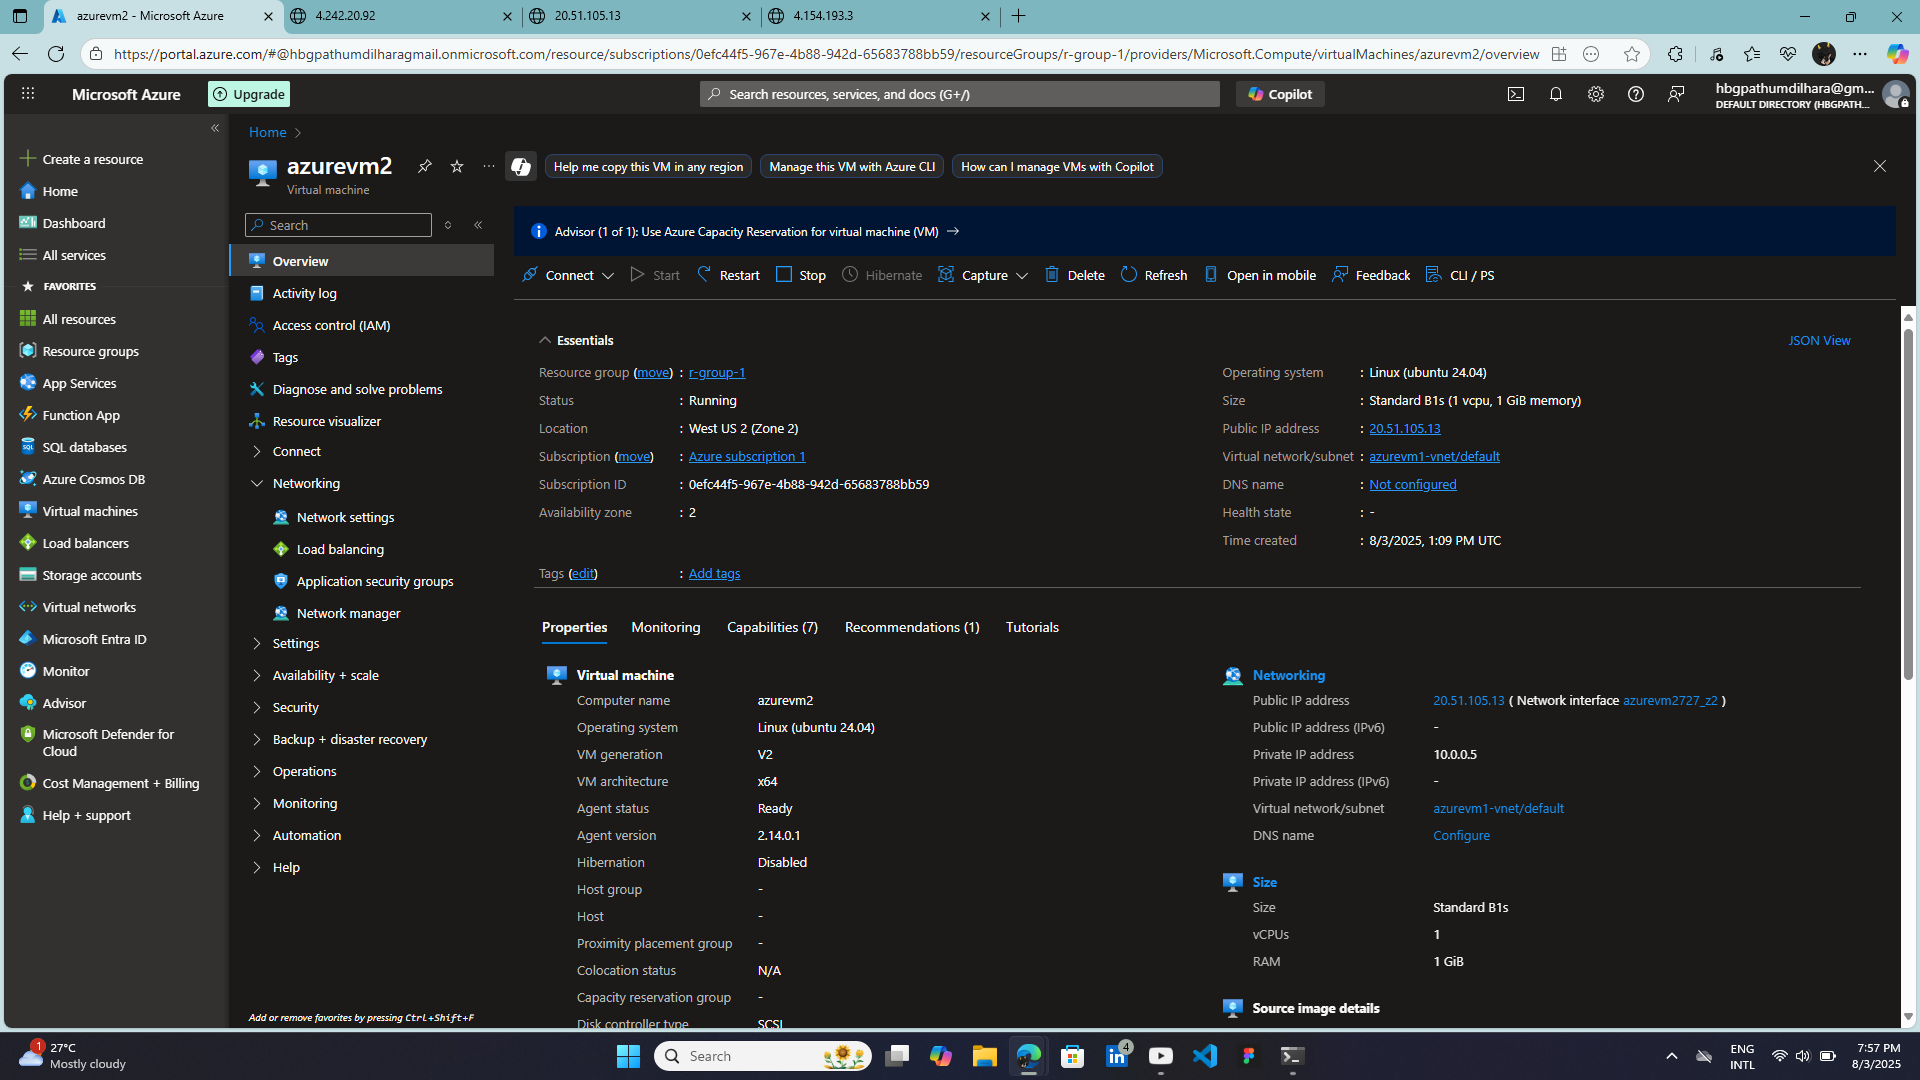 azurevm2 - Microsoft Azure
4.242.20.92
20.51.105.13
4.154.193.3
https://portal.azure.com/#@hbgpathumdilharagmail.onmicrosoft.com/resource/subscriptions/0efc44f5-967e-4b88-942d-65683788bb59/resourceGroups/r-group-1/providers/Microsoft.Compute/virtualMachines/azurevm2/overview
Microsoft Azure
Upgrade
Search resources, services, and docs (G+/)
Copilot
hbgpathumdilhara@gm...
DEFAULT DIRECTORY (HBGPATH...
Create a resource
Home
Dashboard
All services
FAVORITES
All resources
Resource groups
App Services
Function App
SQL databases
Azure Cosmos DB
Virtual machines
Load balancers
Storage accounts
Virtual networks
Microsoft Entra ID
Monitor
Advisor
Microsoft Defender for
Cloud
Cost Management + Billing
Help + support
Home
azurevm2
Virtual machine
Help me copy this VM in any region
Manage this VM with Azure CLI
How can I manage VMs with Copilot
Search
Overview
Activity log
Access control (IAM)
Tags
Diagnose and solve problems
Resource visualizer
Connect
Networking
Network settings
Load balancing
Application security groups
Network manager
Settings
Availability + scale
Security
Backup + disaster recovery
Operations
Monitoring
Automation
Help
Add or remove favorites by pressing Ctrl+Shift+F
Advisor (1 of 1): Use Azure Capacity Reservation for virtual machine (VM)
Connect
Start
Restart
Stop
Hibernate
Capture
Delete
Refresh
Open in mobile
Feedback
CLI / PS
Essentials
JSON View
Resource group (move) : r-group-1
Status : Running
Location : West US 2 (Zone 2)
Subscription (move) : Azure subscription 1
Subscription ID : 0efc44f5-967e-4b88-942d-65683788bb59
Availability zone : 2
Operating system : Linux (ubuntu 24.04)
Size : Standard B1s (1 vcpu, 1 GiB memory)
Public IP address : 20.51.105.13
Virtual network/subnet : azurevm1-vnet/default
DNS name : Not configured
Health state : -
Time created : 8/3/2025, 1:09 PM UTC
Tags (edit) : Add tags
Properties
Monitoring
Capabilities (7)
Recommendations (1)
Tutorials
Virtual machine
Computer name azurevm2
Operating system Linux (ubuntu 24.04)
VM generation V2
VM architecture x64
Agent status Ready
Agent version 2.14.0.1
Hibernation Disabled
Host group -
Host -
Proximity placement group -
Colocation status N/A
Capacity reservation group -
Disk controller type SCSI
Networking
Public IP address 20.51.105.13 ( Network interface azurevm2727_z2 )
Public IP address (IPv6) -
Private IP address 10.0.0.5
Private IP address (IPv6) -
Virtual network/subnet azurevm1-vnet/default
DNS name Configure
Size
Size Standard B1s
vCPUs 1
RAM 1 GiB
Source image details
1
27°C
Mostly cloudy
Search
4
ENG
INTL
7:57 PM
8/3/2025